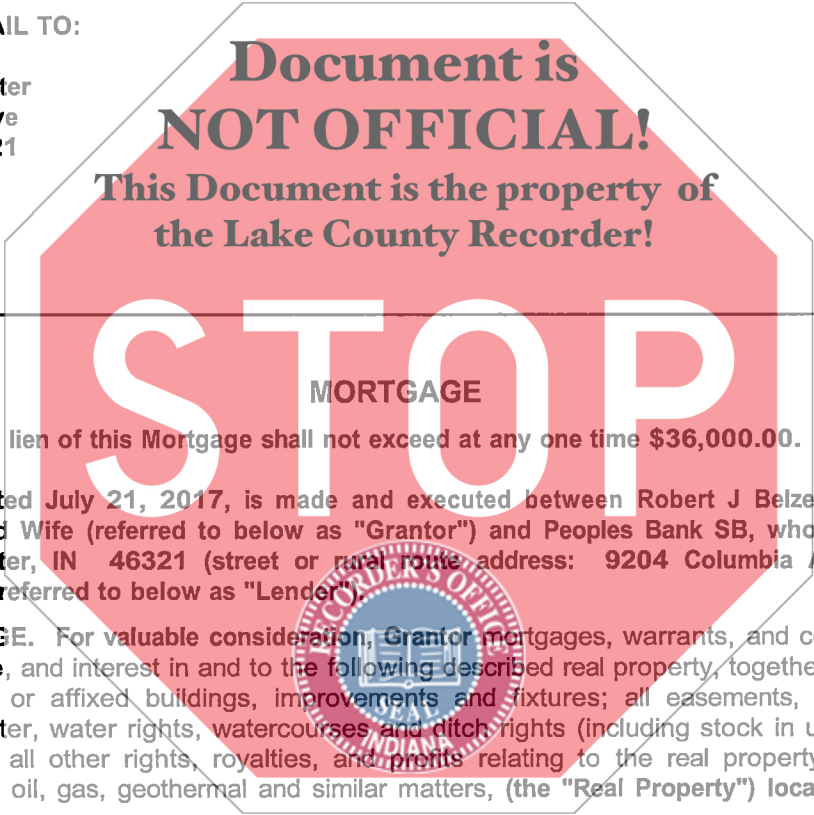 AIL TO:
Document is
ter
NOT OFFICIAL!
21
This Document is the property of
the Lake County Recorder!
STOP
MORTGAGE
lien of this Mortgage shall not exceed at any one time $36,000.00.
ted July 21, 2017, is made and executed between Robert J Belze
d Wife (referred to below as "Grantor") and Peoples Bank SB, who
ter, IN 46321 (street or rural route address: 9204 Columbia A
referred to below as "Lender").
GE. For valuable consideration, Grantor mortgages, warrants, and c
e, and interest in and to the following described real property, togethe
or affixed buildings, improvements and fixtures; all easements,
ter, water rights, watercourses and ditch rights (including stock in u
all other rights, royalties, and profits relating to the real property
oil, gas, geothermal and similar matters, (the "Real Property") loca
RECORDER'S OFFICE
SEAL
INDIANA